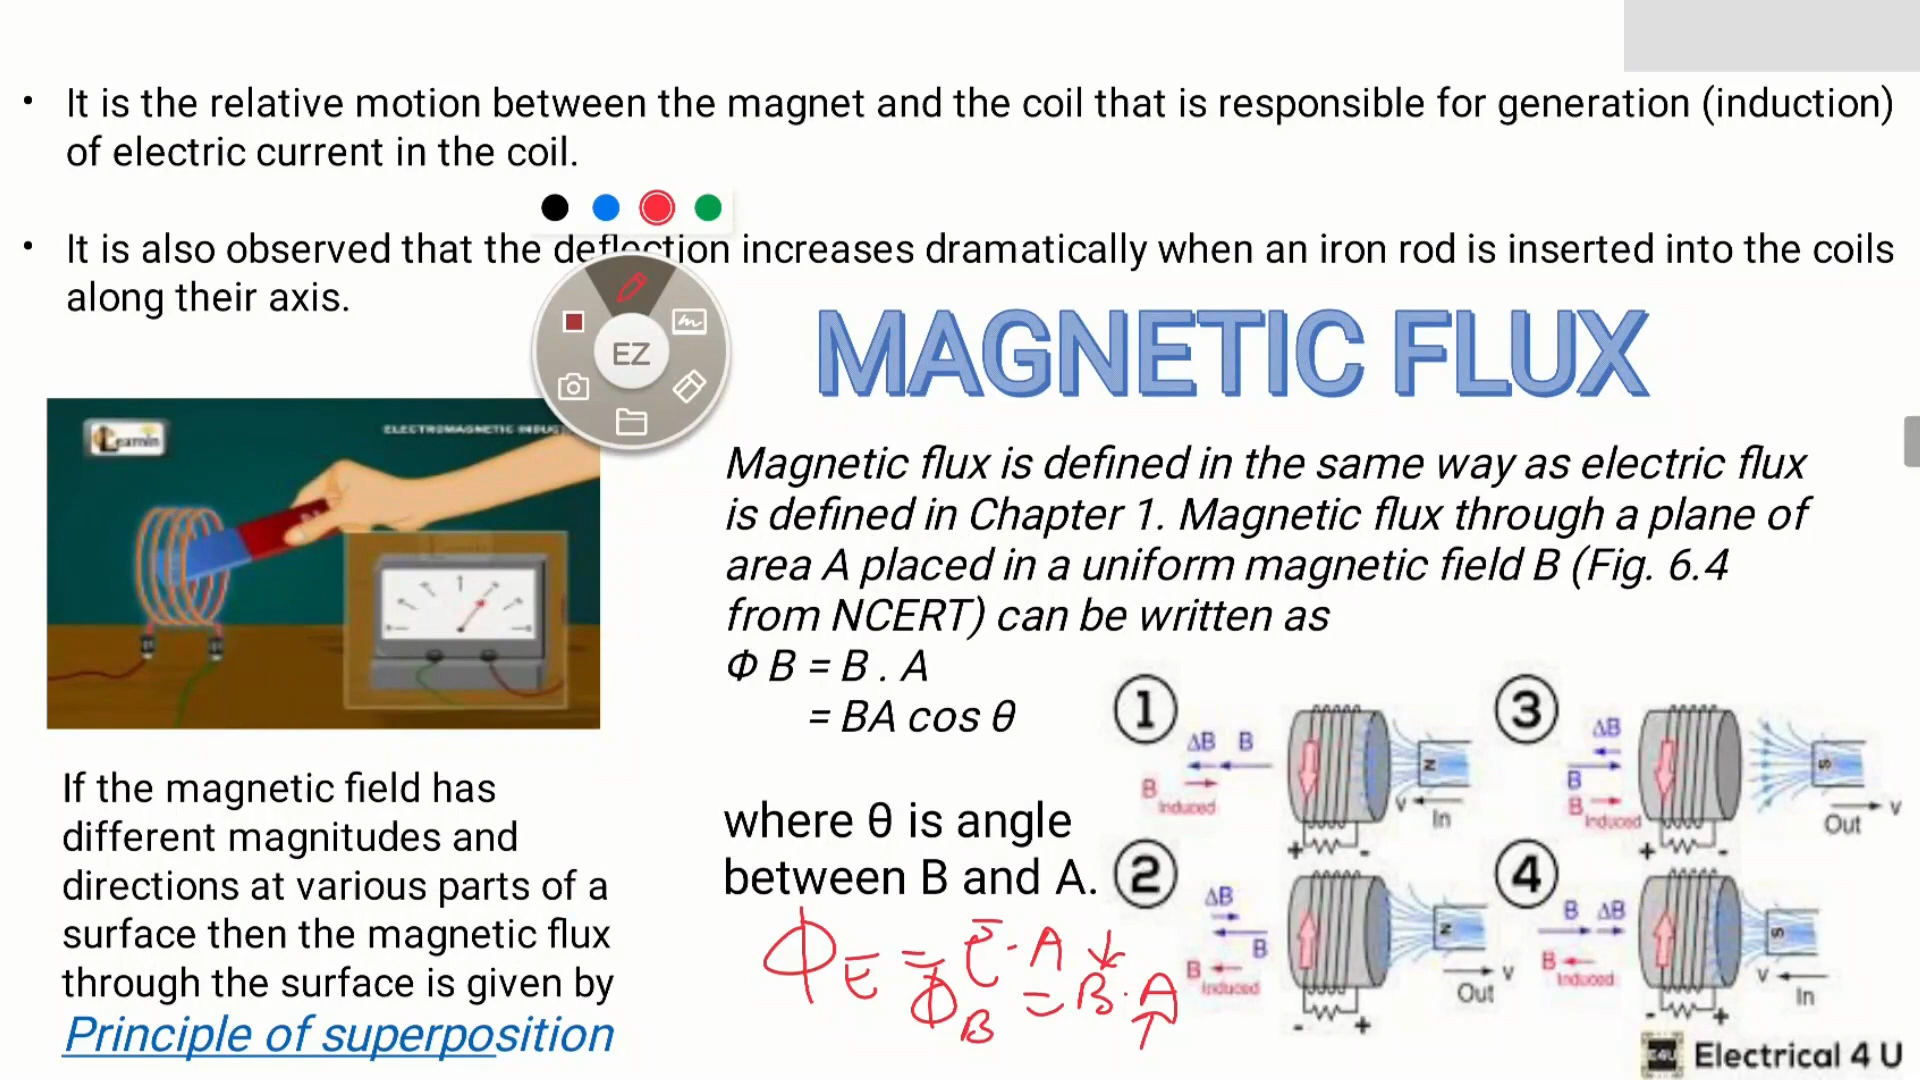 • It is the relative motion between the magnet and the coil that is responsible for generation (induction)
of electric current in the coil.
• It is also observed that the deflection increases dramatically when an iron rod is inserted into the coils
along their axis.
EZ
MAGNETIC FLUX
Learnin
ELECTROMAGNETIC INDUCT
Magnetic flux is defined in the same way as electric flux
is defined in Chapter 1. Magnetic flux through a plane of
area A placed in a uniform magnetic field B (Fig. 6.4
from NCERT) can be written as
Φ B = B . A
= BA cos θ
where θ is angle
between B and A.
If the magnetic field has
different magnitudes and
directions at various parts of a
surface then the magnetic flux
through the surface is given by
Principle of superposition
ΦE = E · A
ΦB = B · A
1
ΔB B
B Induced
N
V
In
+ -
2
ΔB
B
B Induced
N
V
Out
- +
3
ΔB
B
B Induced
S
V
Out
+ -
4
B ΔB
B Induced
S
V
In
- +
E4U
Electrical 4 U